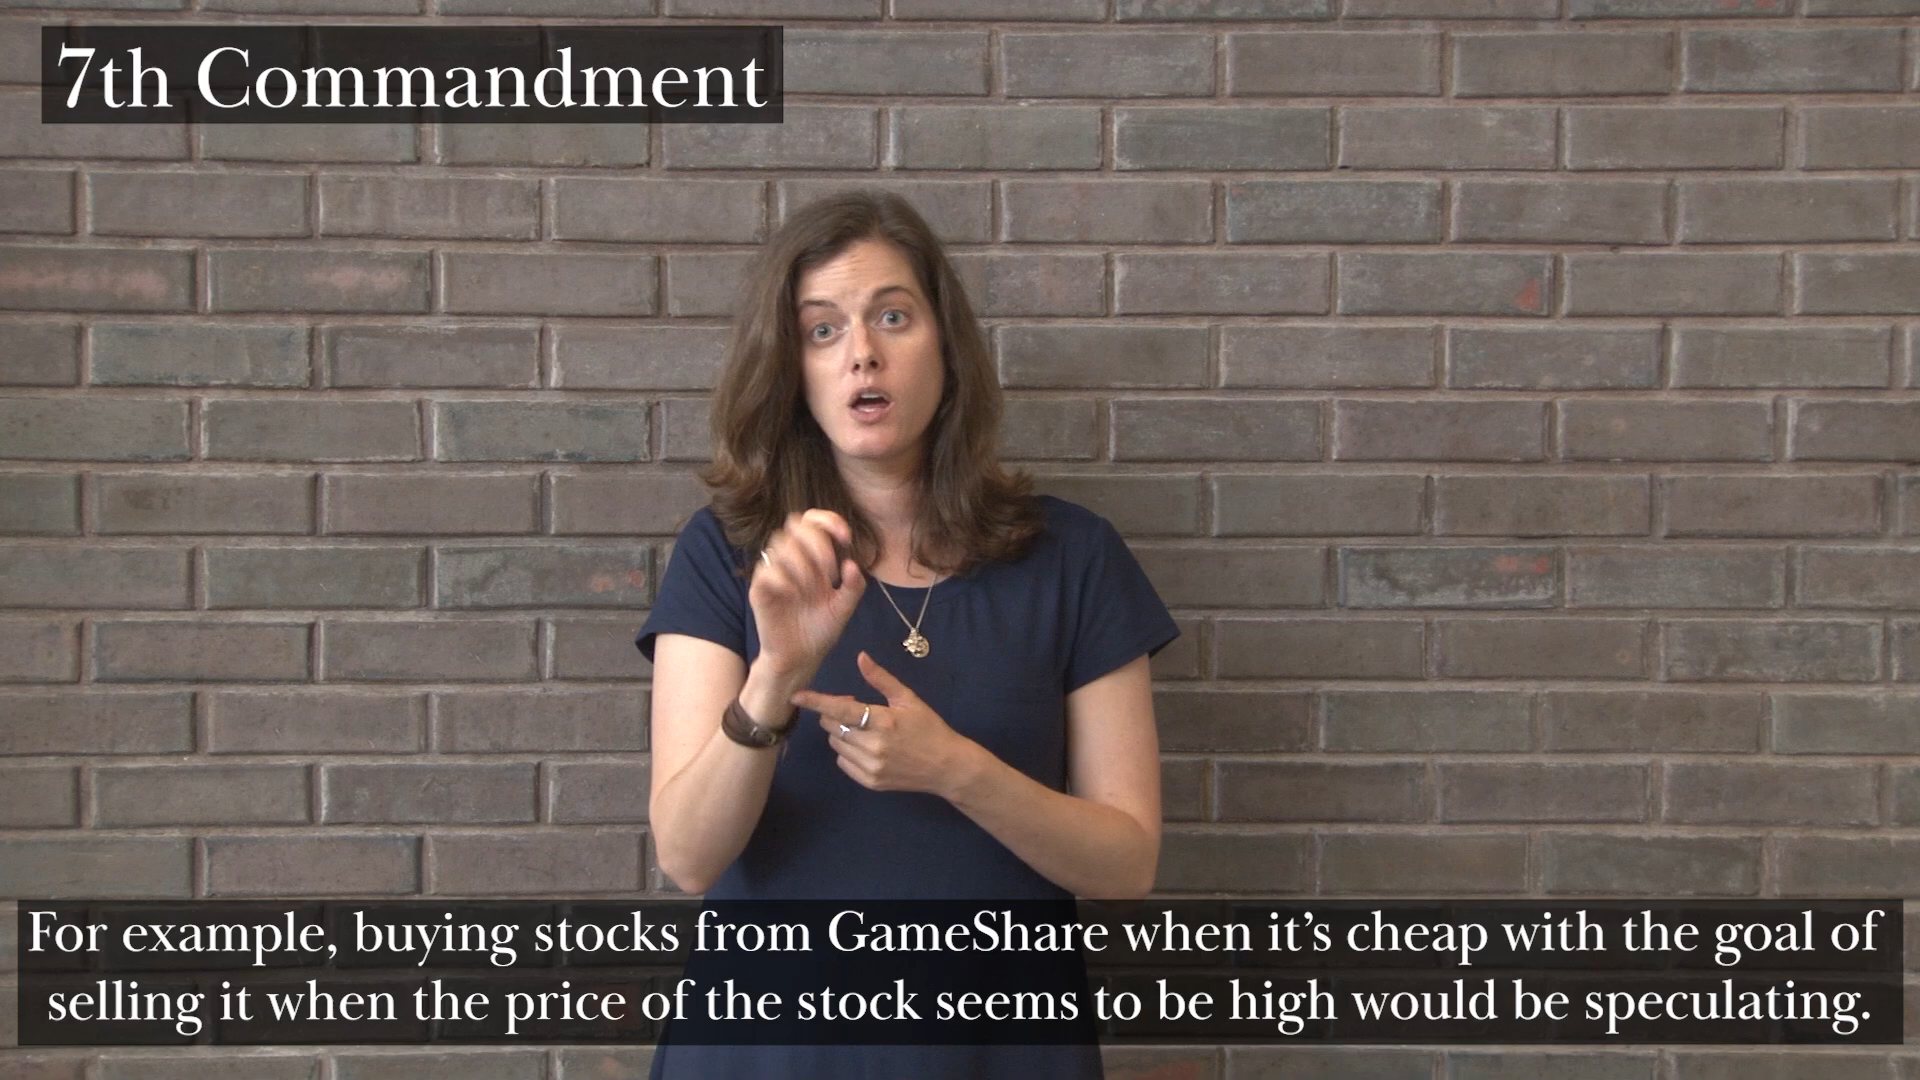 7th Commandment
For example, buying stocks from GameShare when it’s cheap with the goal of
selling it when the price of the stock seems to be high would be speculating.